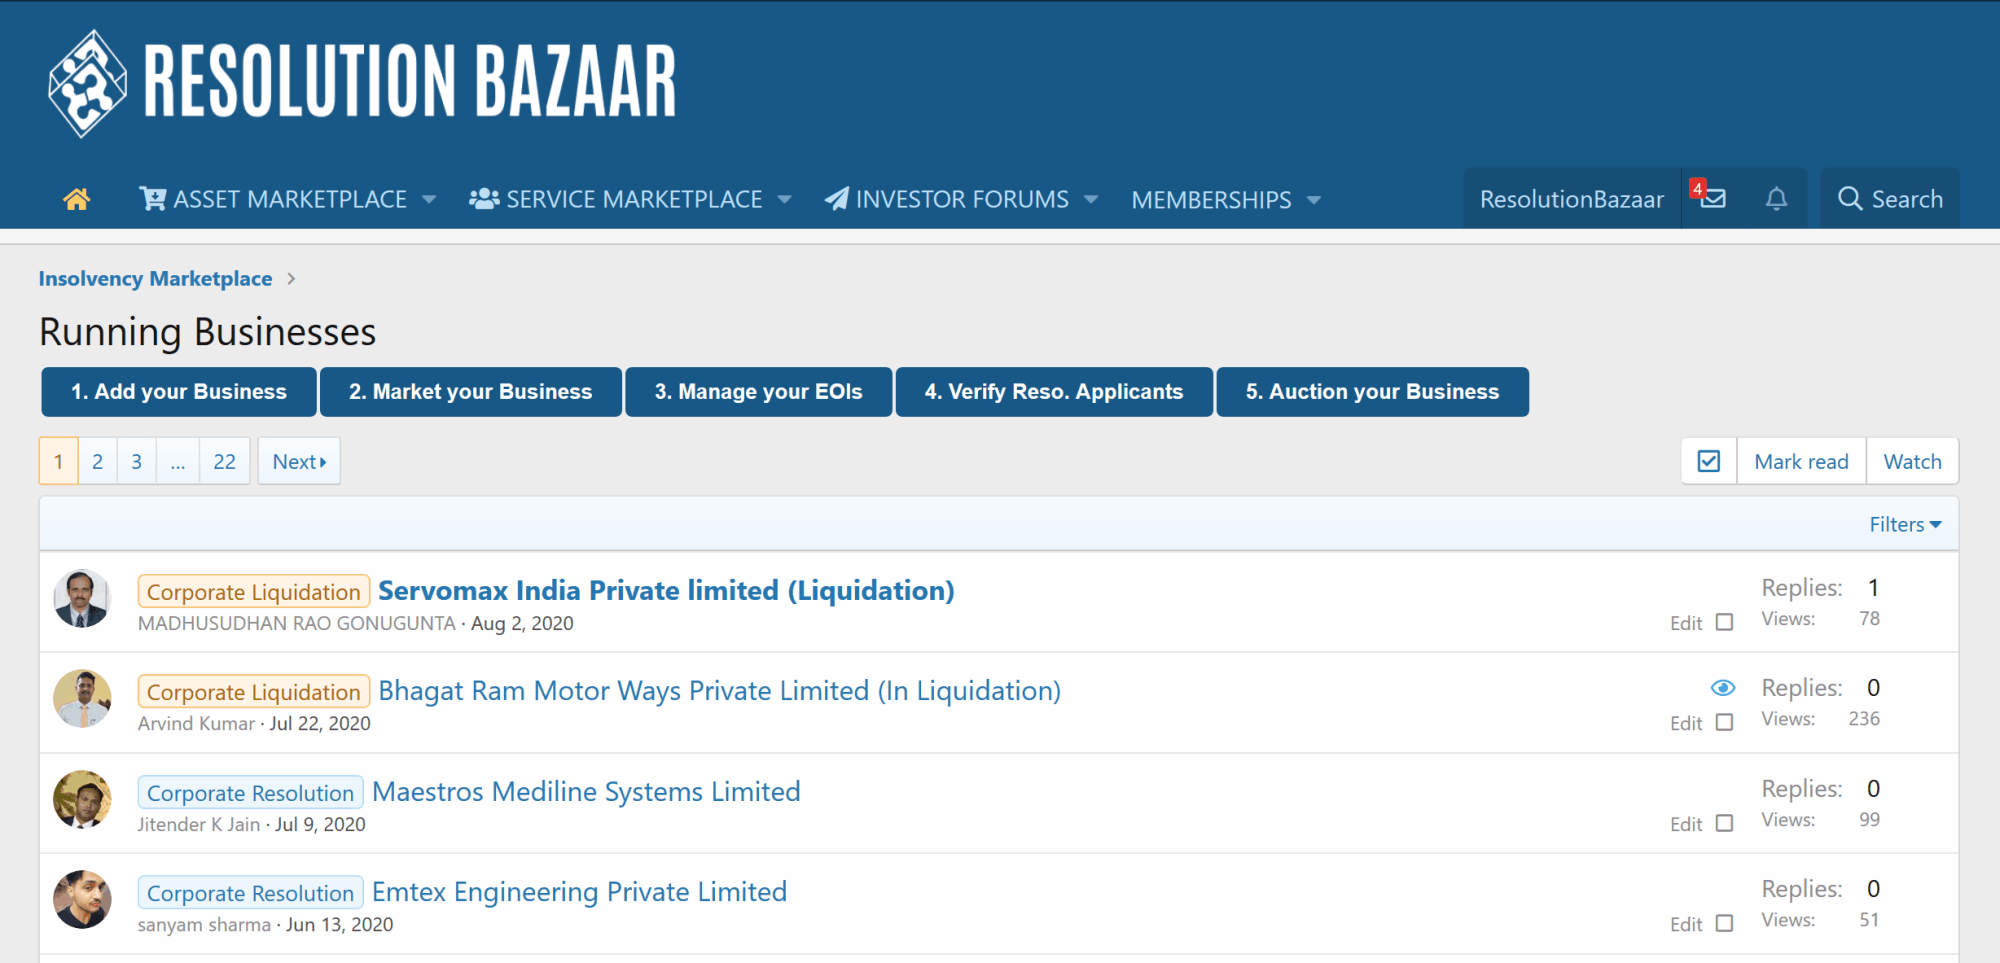 RESOLUTION BAZAAR
ASSET MARKETPLACE SERVICE MARKETPLACE INVESTOR FORUMS MEMBERSHIPS ResolutionBazaar 4 Search
Insolvency Marketplace
Running Businesses
1. Add your Business 2. Market your Business 3. Manage your EOIs 4. Verify Reso. Applicants 5. Auction your Business
1 2 3 ... 22 Next Mark read Watch
Filters
Corporate Liquidation Servomax India Private limited (Liquidation) Replies: 1
MADHUSUDHAN RAO GONUGUNTA · Aug 2, 2020 Edit Views: 78
Corporate Liquidation Bhagat Ram Motor Ways Private Limited (In Liquidation) Replies: 0
Arvind Kumar · Jul 22, 2020 Edit Views: 236
Corporate Resolution Maestros Mediline Systems Limited Replies: 0
Jitender K Jain · Jul 9, 2020 Edit Views: 99
Corporate Resolution Emtex Engineering Private Limited Replies: 0
sanyam sharma · Jun 13, 2020 Edit Views: 51